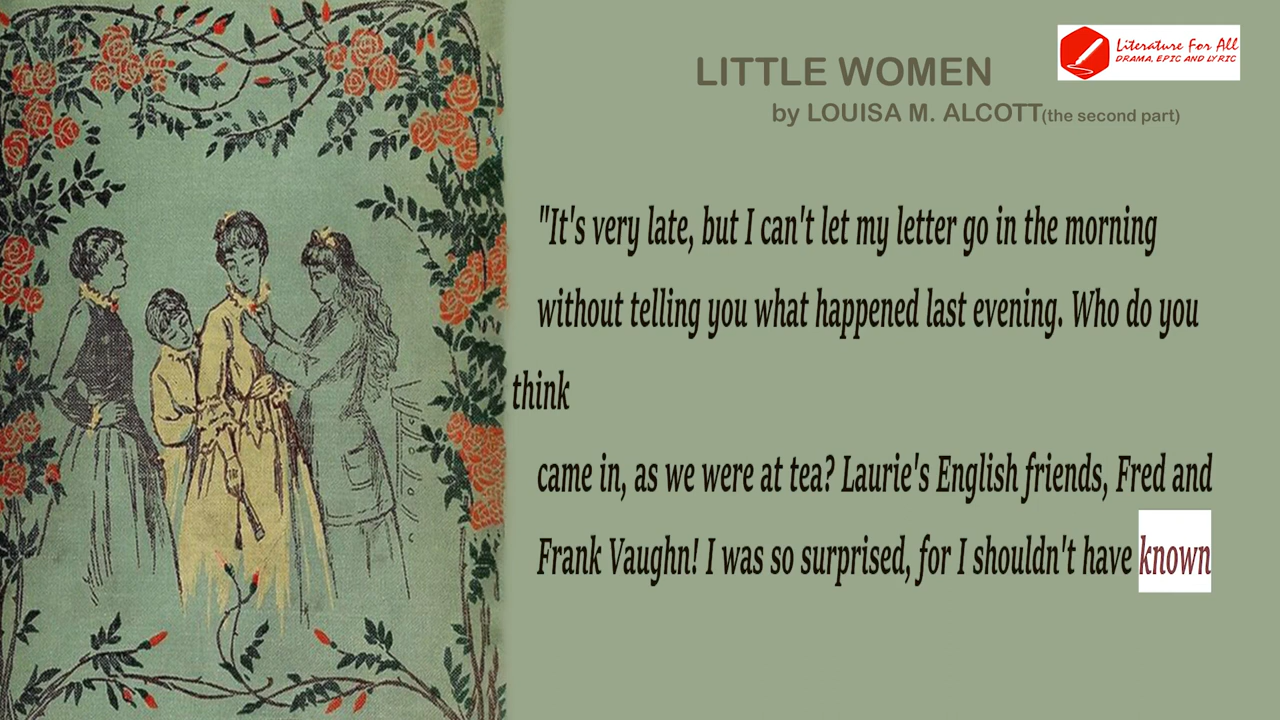 LITTLE WOMEN
by LOUISA M. ALCOTT(the second part)
Literature For All
DRAMA, EPIC AND LYRIC
"It's very late, but I can't let my letter go in the morning
without telling you what happened last evening. Who do you
think
came in, as we were at tea? Laurie's English friends, Fred and
Frank Vaughn! I was so surprised, for I shouldn't have known